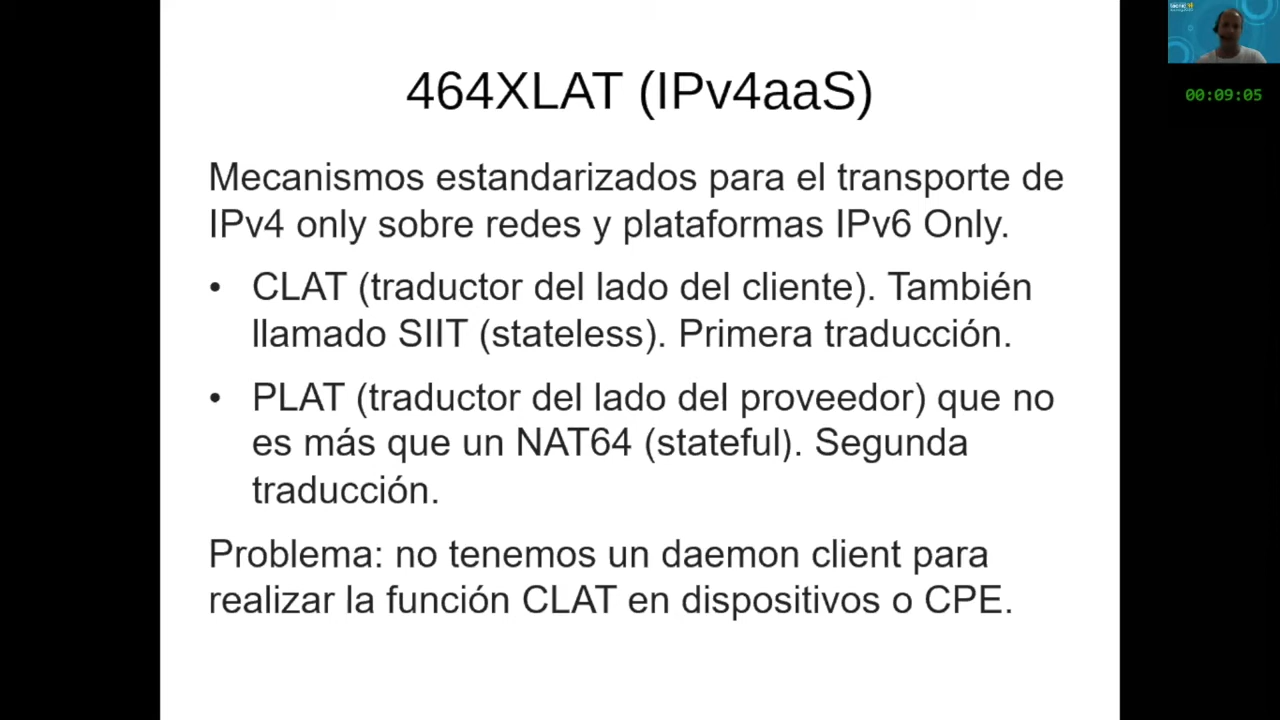 464XLAT (IPv4aaS)
Mecanismos estandarizados para el transporte de
IPv4 only sobre redes y plataformas IPv6 Only.
• CLAT (traductor del lado del cliente). También
llamado SIIT (stateless). Primera traducción.
• PLAT (traductor del lado del proveedor) que no
es más que un NAT64 (stateful). Segunda
traducción.
Problema: no tenemos un daemon client para
realizar la función CLAT en dispositivos o CPE.
00:09:05